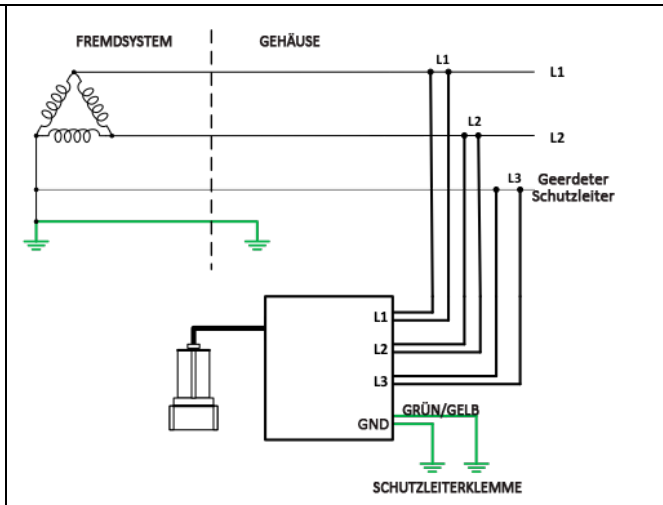 FREMDSYSTEM
GEHÄUSE
L1
L1
L2
L2
L3
Geerdeter
Schutzleiter
L1
L2
L3
GRÜN/GELB
GND
SCHUTZLEITERKLEMME